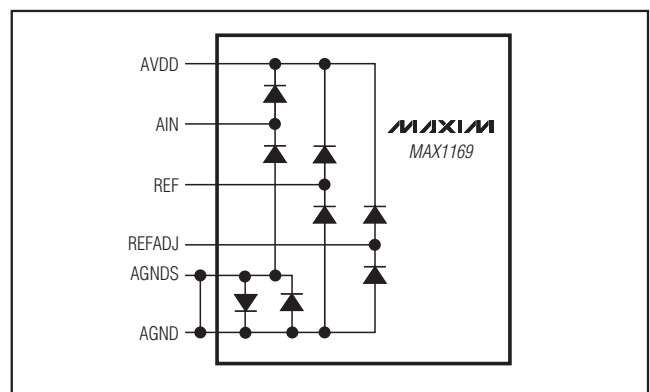 AVDD
MAXIM
AIN
MAX1169
REF
REFADJ
AGNDS
AGND